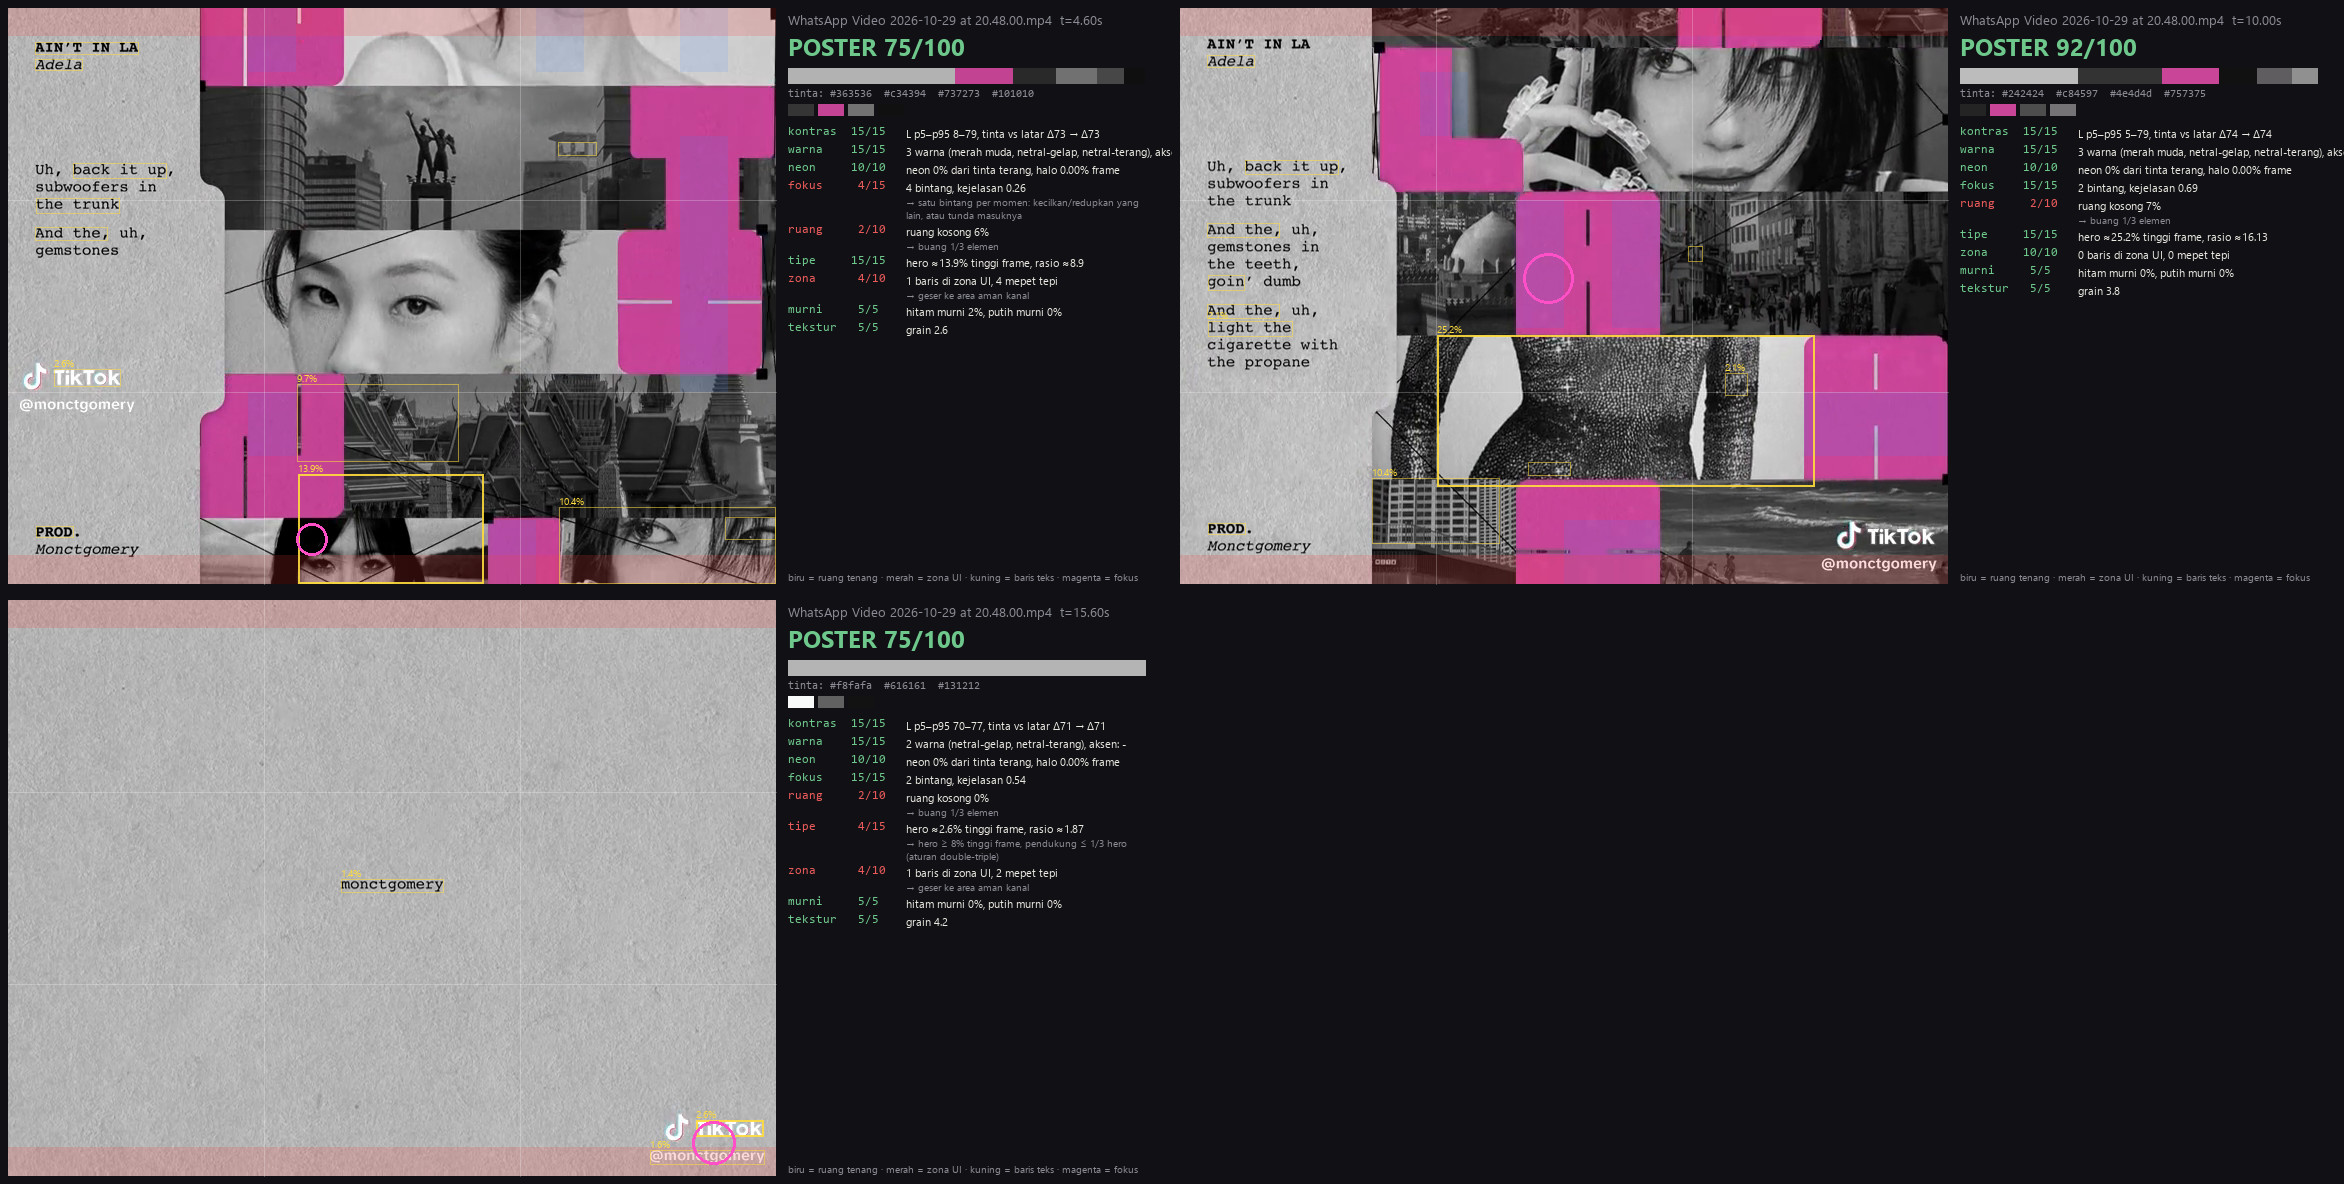 AIN’T IN LA
Adela
Uh, back it up,
subwoofers in
the trunk
And the, uh,
gemstones
TikTok
@monctgomery
PROD.
Monctgomery
9.7%
13.9%
10.4%
WhatsApp Video 2026-10-29 at 20.48.00.mp4 t=4.60s
POSTER 75/100
tinta: #363536 #c34394 #737273 #101010
kontras 15/15 L p5–p95 8–79, tinta vs latar Δ73 → Δ73
warna 15/15 3 warna (merah muda, netral-gelap, netral-terang), aks
neon 10/10 neon 0% dari tinta terang, halo 0.00% frame
fokus 4/15 4 bintang, kejelasan 0.26
→ satu bintang per momen: kecilkan/redupkan yang
lain, atau tunda masuknya
ruang 2/10 ruang kosong 6%
→ buang 1/3 elemen
tipe 15/15 hero ≈13.9% tinggi frame, rasio ≈8.9
zona 4/10 1 baris di zona UI, 4 mepet tepi
→ geser ke area aman kanal
murni 5/5 hitam murni 2%, putih murni 0%
tekstur 5/5 grain 2.6
biru = ruang tenang · merah = zona UI · kuning = baris teks · magenta = fokus
AIN’T IN LA
Adela
Uh, back it up,
subwoofers in
the trunk
And the, uh,
gemstones in
the teeth,
goin’ dumb
And the, uh,
light the
cigarette with
the propane
PROD.
Monctgomery
25.2%
3.1%
10.4%
TikTok
@monctgomery
WhatsApp Video 2026-10-29 at 20.48.00.mp4 t=10.00s
POSTER 92/100
tinta: #242424 #c84597 #4e4d4d #757375
kontras 15/15 L p5–p95 5–79, tinta vs latar Δ74 → Δ74
warna 15/15 3 warna (merah muda, netral-gelap, netral-terang), aks
neon 10/10 neon 0% dari tinta terang, halo 0.00% frame
fokus 15/15 2 bintang, kejelasan 0.69
ruang 2/10 ruang kosong 7%
→ buang 1/3 elemen
tipe 15/15 hero ≈25.2% tinggi frame, rasio ≈16.13
zona 10/10 0 baris di zona UI, 0 mepet tepi
murni 5/5 hitam murni 0%, putih murni 0%
tekstur 5/5 grain 3.8
biru = ruang tenang · merah = zona UI · kuning = baris teks · magenta = fokus
monctgomery
2.6%
TikTok
@monctgomery
WhatsApp Video 2026-10-29 at 20.48.00.mp4 t=15.60s
POSTER 75/100
tinta: #f8fafa #616161 #131212
kontras 15/15 L p5–p95 70–77, tinta vs latar Δ71 → Δ71
warna 15/15 2 warna (netral-gelap, netral-terang), aksen: -
neon 10/10 neon 0% dari tinta terang, halo 0.00% frame
fokus 15/15 2 bintang, kejelasan 0.54
ruang 2/10 ruang kosong 0%
→ buang 1/3 elemen
tipe 4/15 hero ≈2.6% tinggi frame, rasio ≈1.87
→ hero ≥ 8% tinggi frame, pendukung ≤ 1/3 hero
(aturan double-triple)
zona 4/10 1 baris di zona UI, 2 mepet tepi
→ geser ke area aman kanal
murni 5/5 hitam murni 0%, putih murni 0%
tekstur 5/5 grain 4.2
biru = ruang tenang · merah = zona UI · kuning = baris teks · magenta = fokus